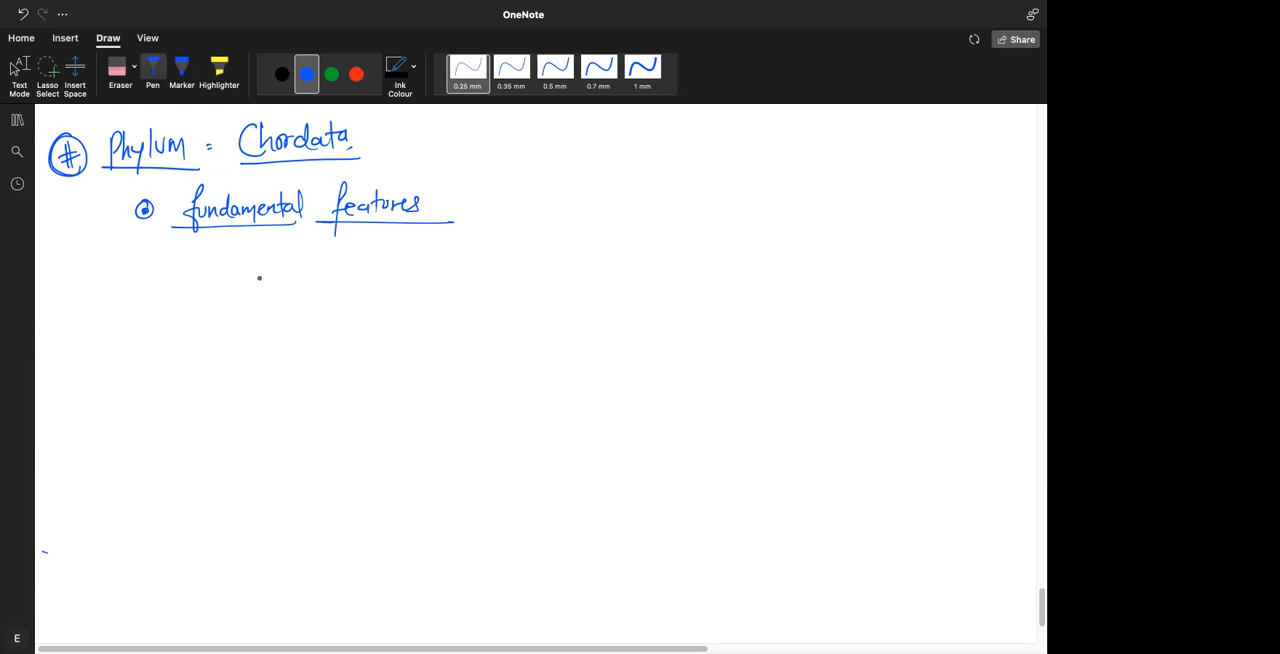 OneNote
Home Insert Draw View
Share
Text Mode
Lasso Select
Insert Space
Eraser
Pen
Marker
Highlighter
Ink Colour
0.25 mm
0.35 mm
0.5 mm
0.7 mm
1 mm
# Phylum = Chordata
fundamental features
E